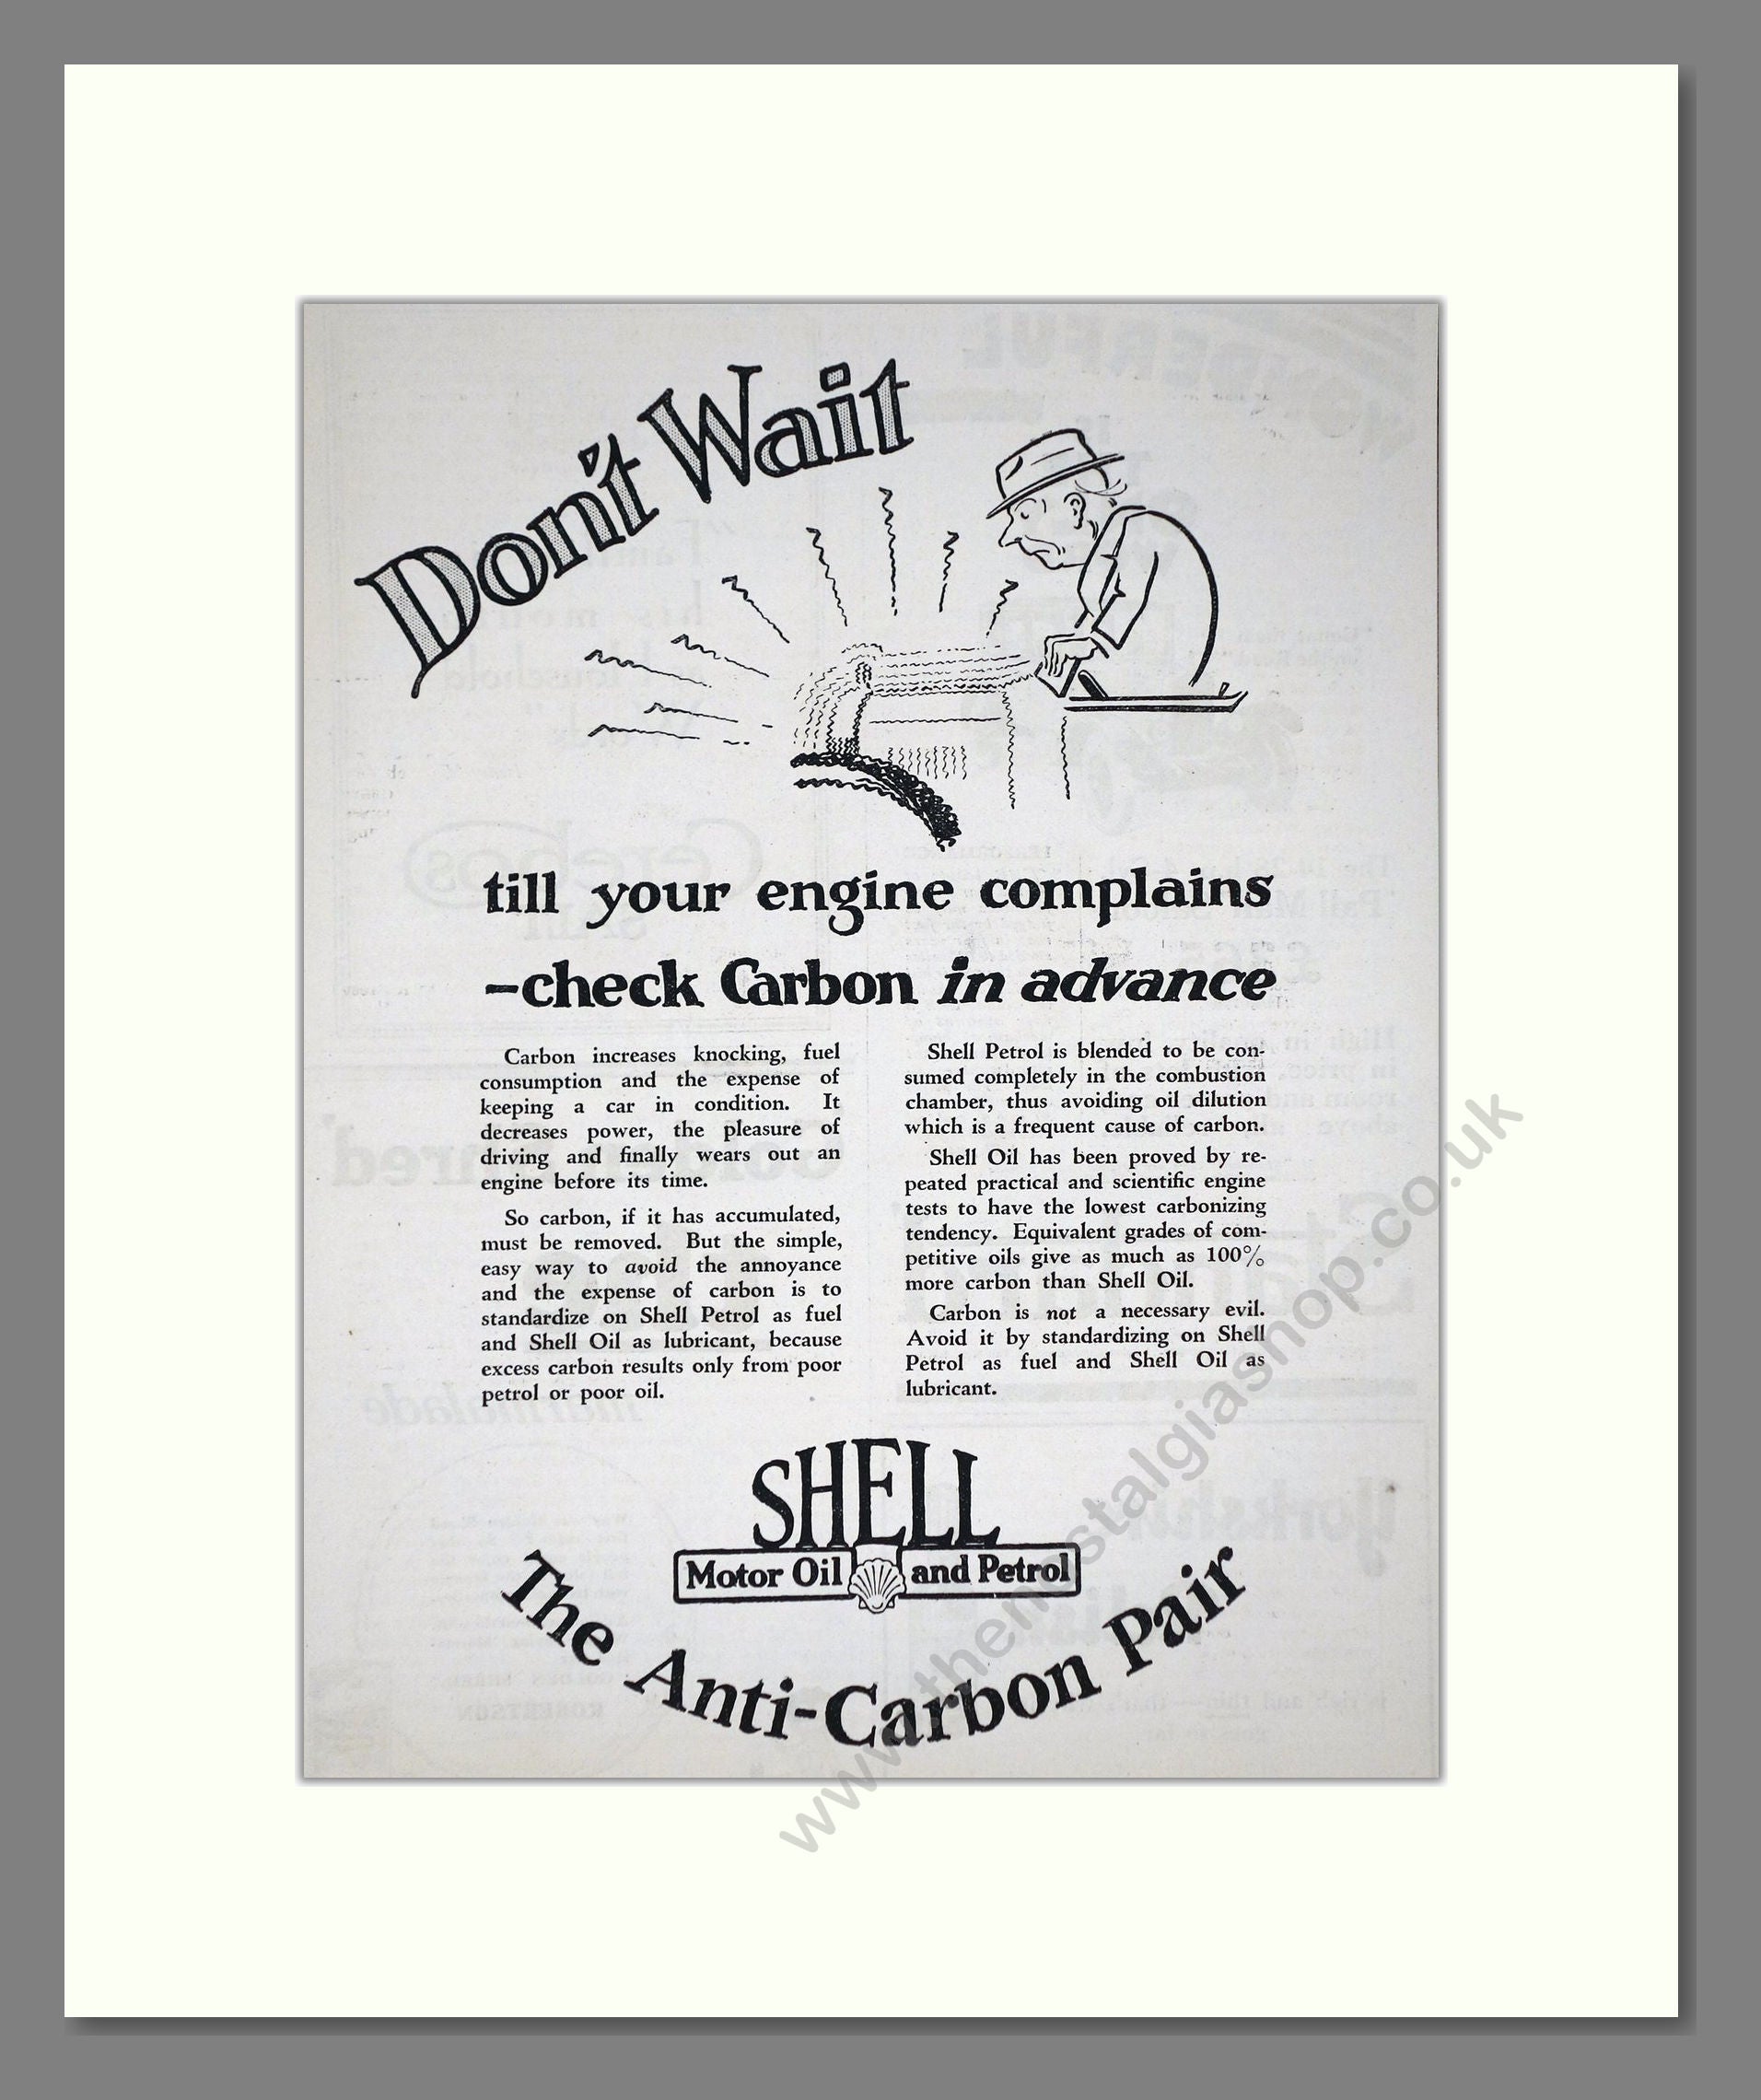 Don't Wait
till your engine complains
-check Carbon in advance
Carbon increases knocking, fuel
consumption and the expense of
keeping a car in condition. It
decreases power, the pleasure of
driving and finally wears out an
engine before its time.
So carbon, if it has accumulated,
must be removed. But the simple,
easy way to avoid the annoyance
and the expense of carbon is to
standardize on Shell Petrol as fuel
and Shell Oil as lubricant, because
excess carbon results only from poor
petrol or poor oil.
Shell Petrol is blended to be con-
sumed completely in the combustion
chamber, thus avoiding oil dilution
which is a frequent cause of carbon.
Shell Oil has been proved by re-
peated practical and scientific engine
tests to have the lowest carbonizing
tendency. Equivalent grades of com-
petitive oils give as much as 100%
more carbon than Shell Oil.
Carbon is not a necessary evil.
Avoid it by standardizing on Shell
Petrol as fuel and Shell Oil as
lubricant.
SHELL
Motor Oil and Petrol
The Anti-Carbon Pair
www.thenostalgiashop.co.uk